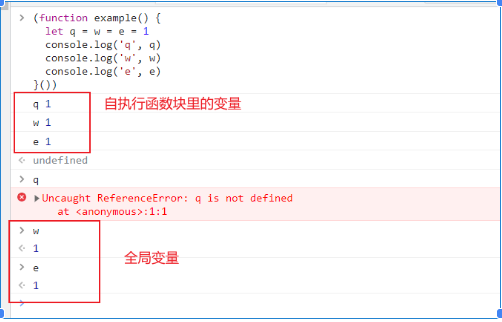 (function example() {
let q = w = e = 1
console.log('q', q)
console.log('w', w)
console.log('e', e)
}())
q 1
自执行函数块里的变量
w 1
e 1
undefined
q
Uncaught ReferenceError: q is not defined
at <anonymous>:1:1
w
1
全局变量
e
1